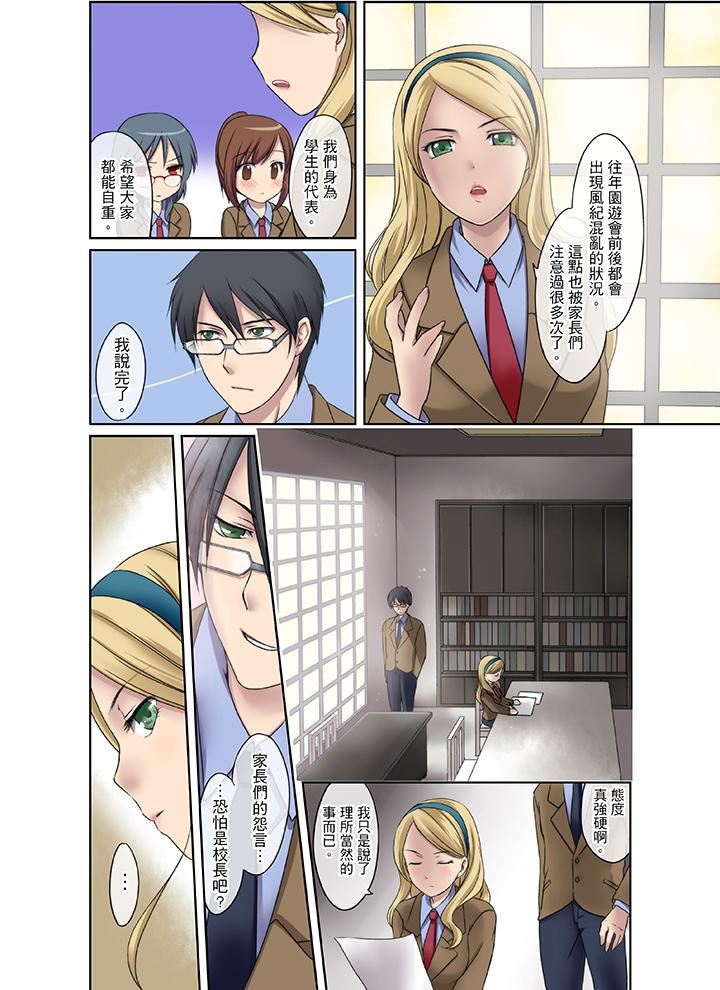 往年園遊會前後都會
出現風紀混亂的狀況。
這點也被家長們
注意過很多次了。
我們身為
學生的代表。
希望大家
都能自重。
我說完了。
態度
真強硬啊。
我只是說了
理所當然的
事而已。
家長們的怨言…
…恐怕是校長吧？
…